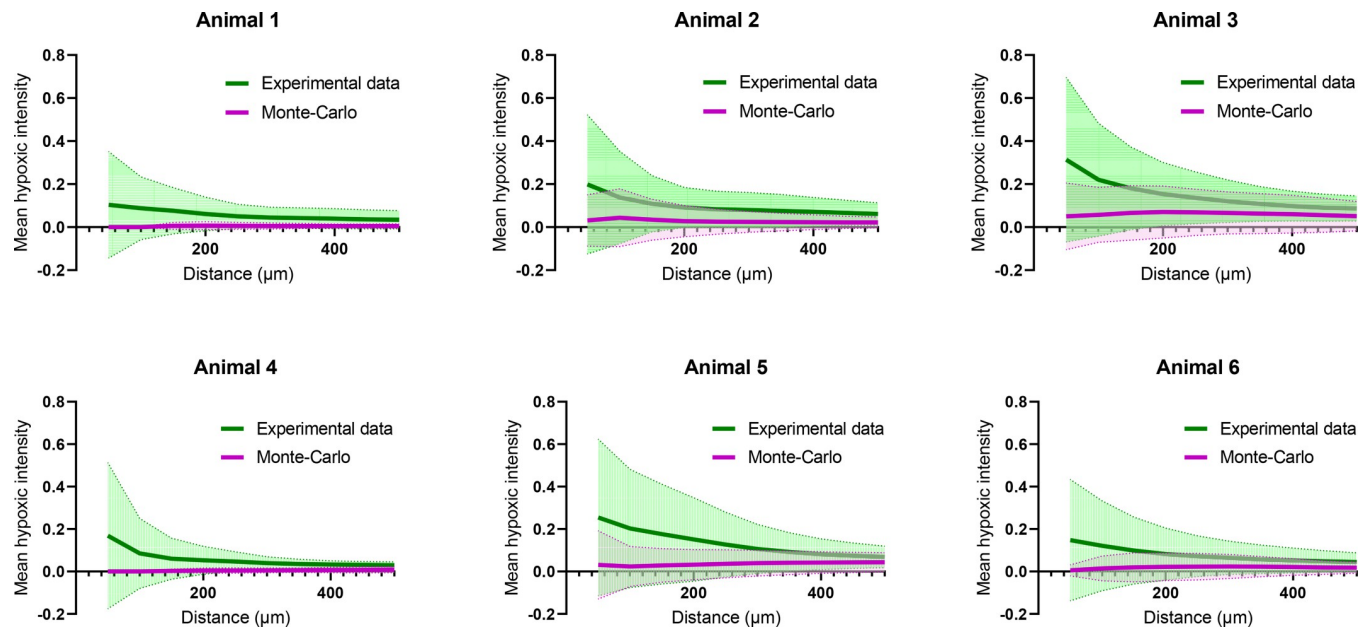 Animal 1
Mean hypoxic intensity
0.8
0.6
0.4
0.2
0.0
-0.2
200
400
Distance (µm)
Experimental data
Monte-Carlo
Animal 2
Mean hypoxic intensity
0.8
0.6
0.4
0.2
0.0
-0.2
200
400
Distance (µm)
Experimental data
Monte-Carlo
Animal 3
Mean hypoxic intensity
0.8
0.6
0.4
0.2
0.0
-0.2
200
400
Distance (µm)
Experimental data
Monte-Carlo
Animal 4
Mean hypoxic intensity
0.8
0.6
0.4
0.2
0.0
-0.2
200
400
Distance (µm)
Experimental data
Monte-Carlo
Animal 5
Mean hypoxic intensity
0.8
0.6
0.4
0.2
0.0
-0.2
200
400
Distance (µm)
Experimental data
Monte-Carlo
Animal 6
Mean hypoxic intensity
0.8
0.6
0.4
0.2
0.0
-0.2
200
400
Distance (µm)
Experimental data
Monte-Carlo